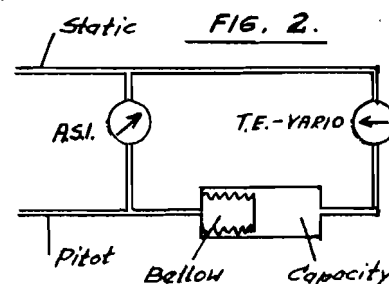 Static
FIG. 2.
A.S.I.
T.E.-VARIO
Pitot
Bellow
Capacity